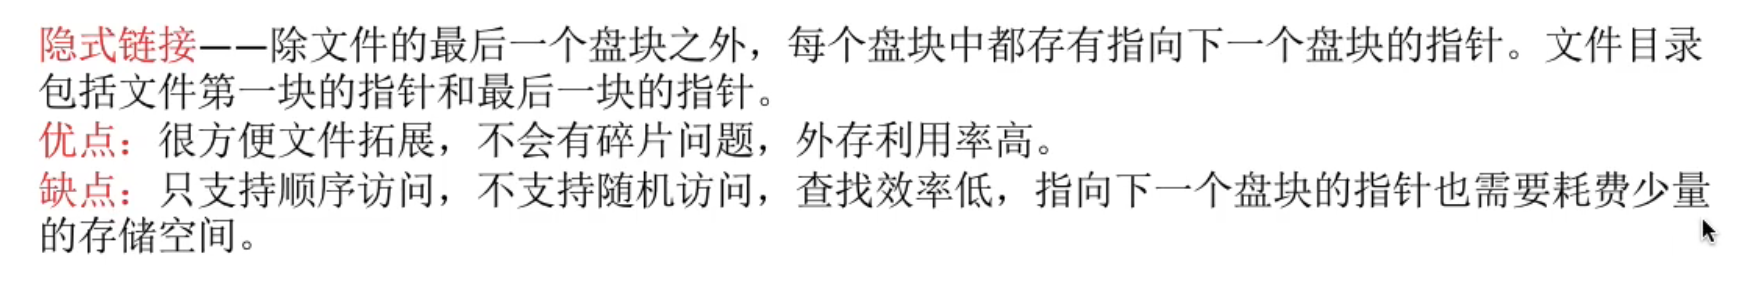 隐式链接——除文件的最后一个盘块之外，每个盘块中都存有指向下一个盘块的指针。文件目录
包括文件第一块的指针和最后一块的指针。
优点：很方便文件拓展，不会有碎片问题，外存利用率高。
缺点：只支持顺序访问，不支持随机访问，查找效率低，指向下一个盘块的指针也需要耗费少量
的存储空间。